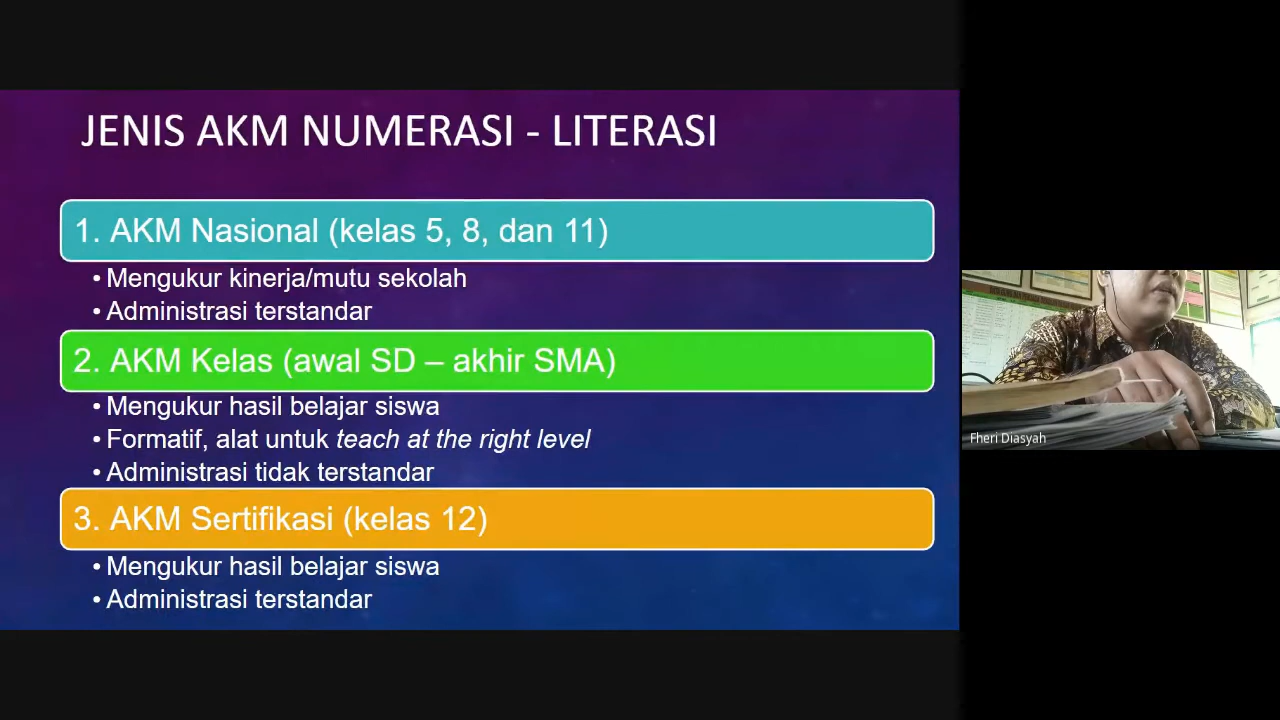 JENIS AKM NUMERASI - LITERASI
1. AKM Nasional (kelas 5, 8, dan 11)
• Mengukur kinerja/mutu sekolah
• Administrasi terstandar
2. AKM Kelas (awal SD – akhir SMA)
• Mengukur hasil belajar siswa
• Formatif, alat untuk teach at the right level
• Administrasi tidak terstandar
3. AKM Sertifikasi (kelas 12)
• Mengukur hasil belajar siswa
• Administrasi terstandar
Fheri Diasyah